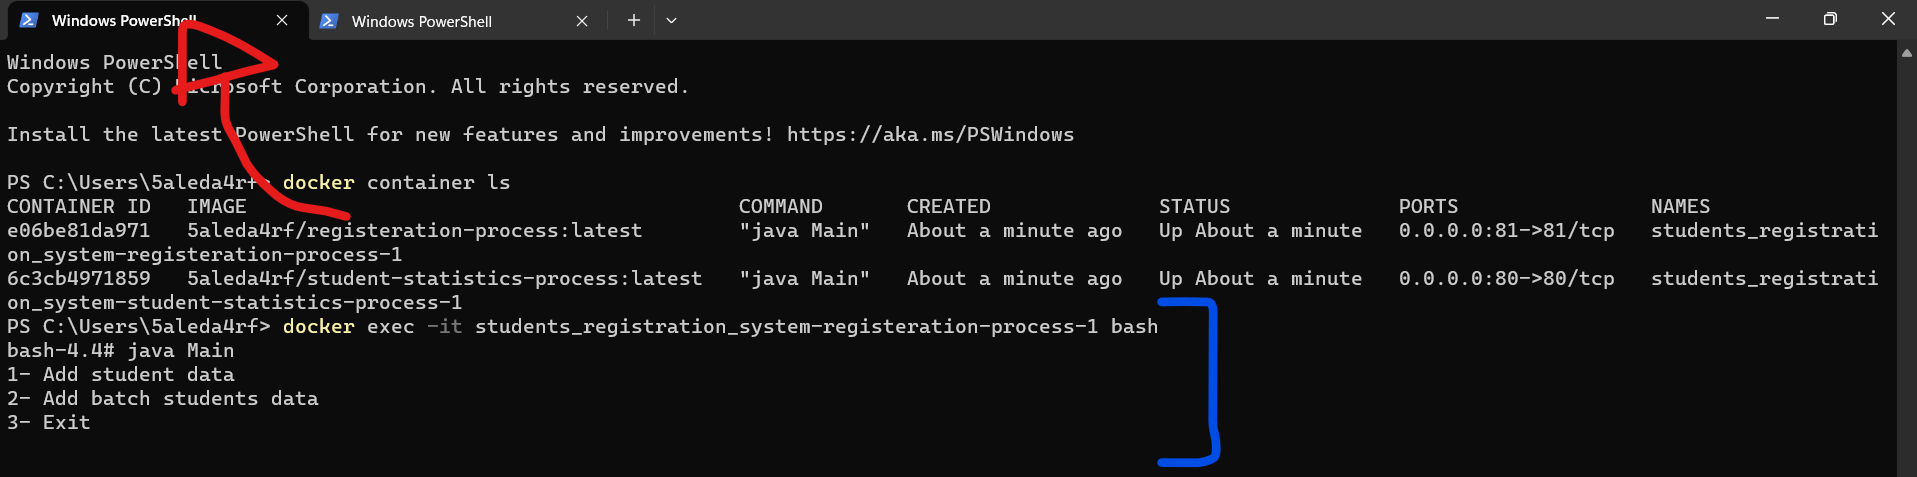 Windows PowerShell
Windows PowerShell
Windows PowerShell
Copyright (C) Microsoft Corporation. All rights reserved.
Install the latest PowerShell for new features and improvements! https://aka.ms/PSWindows
PS C:\Users\5aleda4rf> docker container ls
CONTAINER ID   IMAGE                                         COMMAND       CREATED              STATUS              PORTS                NAMES
e06be81da971   5aleda4rf/registeration-process:latest        "java Main"   About a minute ago   Up About a minute   0.0.0.0:81->81/tcp   students_registrati
on_system-registeration-process-1
6c3cb4971859   5aleda4rf/student-statistics-process:latest   "java Main"   About a minute ago   Up About a minute   0.0.0.0:80->80/tcp   students_registrati
on_system-student-statistics-process-1
PS C:\Users\5aleda4rf> docker exec -it students_registration_system-registeration-process-1 bash
bash-4.4# java Main
1- Add student data
2- Add batch students data
3- Exit